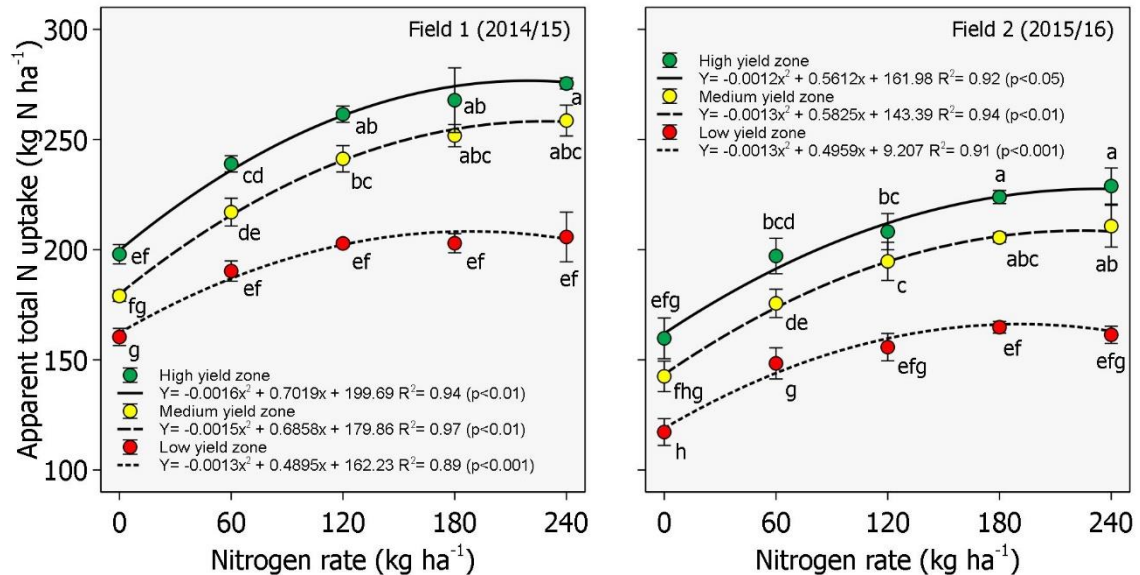 Apparent total N uptake (kg N ha⁻¹)
300
250
200
150
100
Field 1 (2014/15)
a
ab
ab
abc
abc
cd
bc
de
ef
fg
g
ef
ef
ef
ef
High yield zone
Y= -0.0016x² + 0.7019x + 199.69 R²= 0.94 (p<0.01)
Medium yield zone
Y= -0.0015x² + 0.6858x + 179.86 R²= 0.97 (p<0.01)
Low yield zone
Y= -0.0013x² + 0.4895x + 162.23 R²= 0.89 (p<0.001)
0 60 120 180 240
Nitrogen rate (kg ha⁻¹)
Field 2 (2015/16)
High yield zone
Y= -0.0012x² + 0.5612x + 161.98 R²= 0.92 (p<0.05)
Medium yield zone
Y= -0.0013x² + 0.5825x + 143.39 R²= 0.94 (p<0.01)
Low yield zone
Y= -0.0013x² + 0.4959x + 9.207 R²= 0.91 (p<0.001)
a
a
bc
bcd
efg
abc
ab
c
de
fhg
g
efg
ef
efg
h
0 60 120 180 240
Nitrogen rate (kg ha⁻¹)